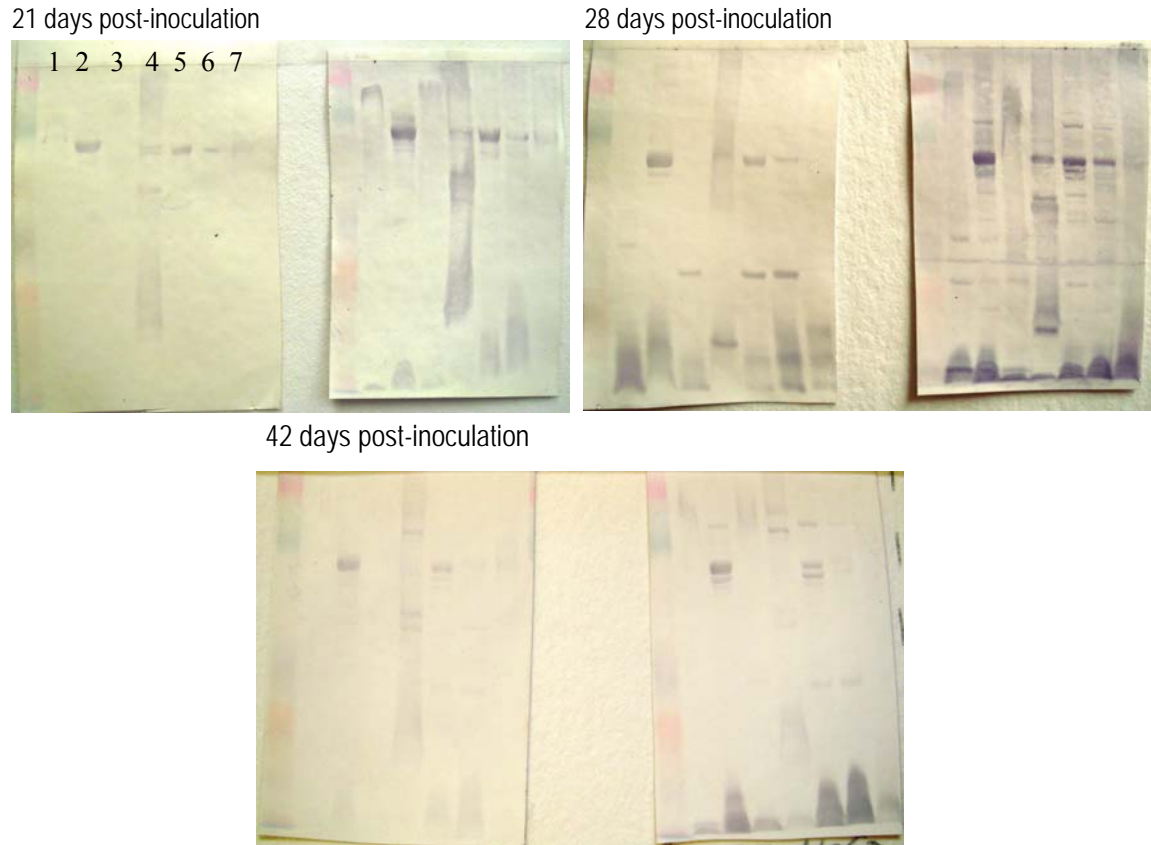 21 days post-inoculation
28 days post-inoculation
1 2 3 4 5 6 7
42 days post-inoculation